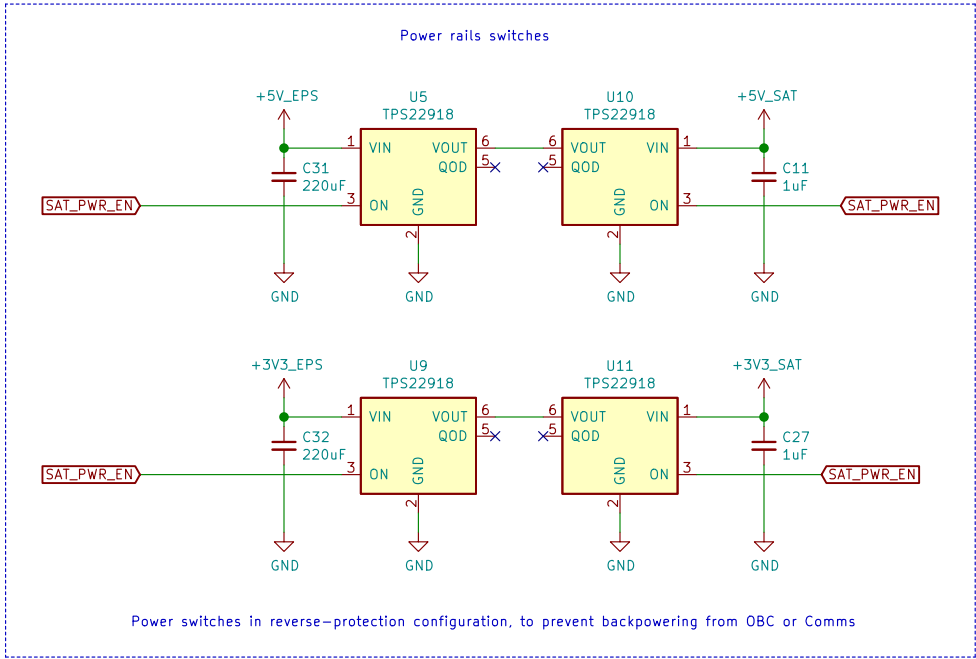 Power rails switches
+5V_EPS
U5
TPS22918
U10
TPS22918
+5V_SAT
1
VIN
VOUT
6
6
VOUT
VIN
1
QOD
5
5
QOD
C31
220uF
C11
1uF
SAT_PWR_EN
3
ON
GND
2
GND
2
ON
3
SAT_PWR_EN
GND
GND
GND
GND
+3V3_EPS
U9
TPS22918
U11
TPS22918
+3V3_SAT
1
VIN
VOUT
6
6
VOUT
VIN
1
QOD
5
5
QOD
C32
220uF
C27
1uF
SAT_PWR_EN
3
ON
GND
2
GND
2
ON
3
SAT_PWR_EN
GND
GND
GND
GND
Power switches in reverse-protection configuration, to prevent backpowering from OBC or Comms